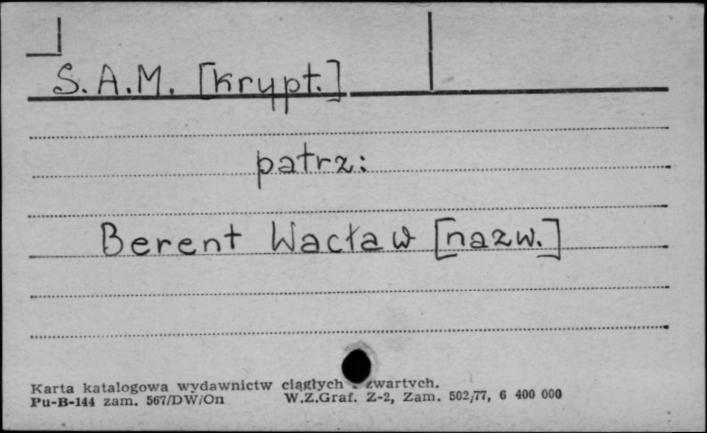 S.A.M. [krypt.]
patrz:
Berent Wacław [nazw.]
Karta katalogowa wydawnictw ciągłych zwartych.
Pu-B-144 zam. 567/DW/On W.Z.Graf. Z-2, Zam. 502/77, 6 400 000